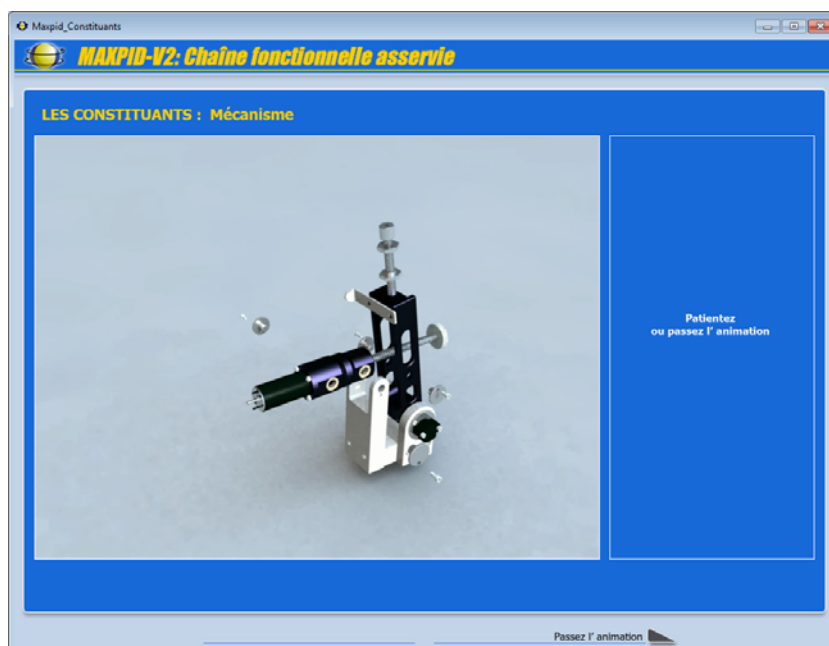 Maxpid_Constituants
MAXPID-V2: Chaîne fonctionnelle asservie
LES CONSTITUANTS : Mécanisme
Patientez
ou passez l' animation
Passez l' animation